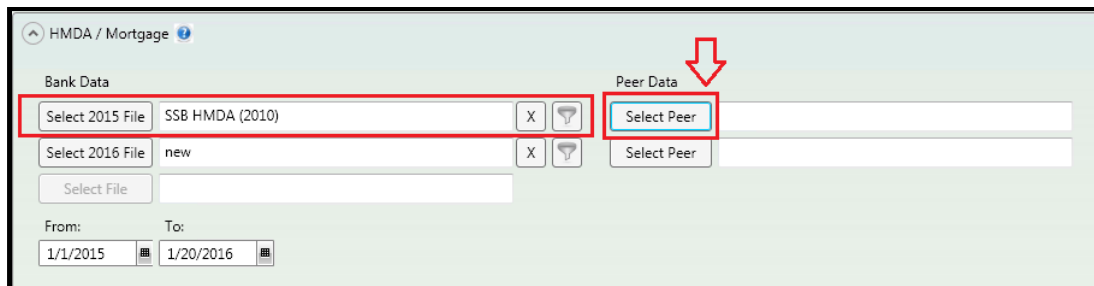 HMDA / Mortgage ?
Bank Data Peer Data
Select 2015 File SSB HMDA (2010) X Select Peer
Select 2016 File new X Select Peer
Select File
From: To:
1/1/2015 1/20/2016